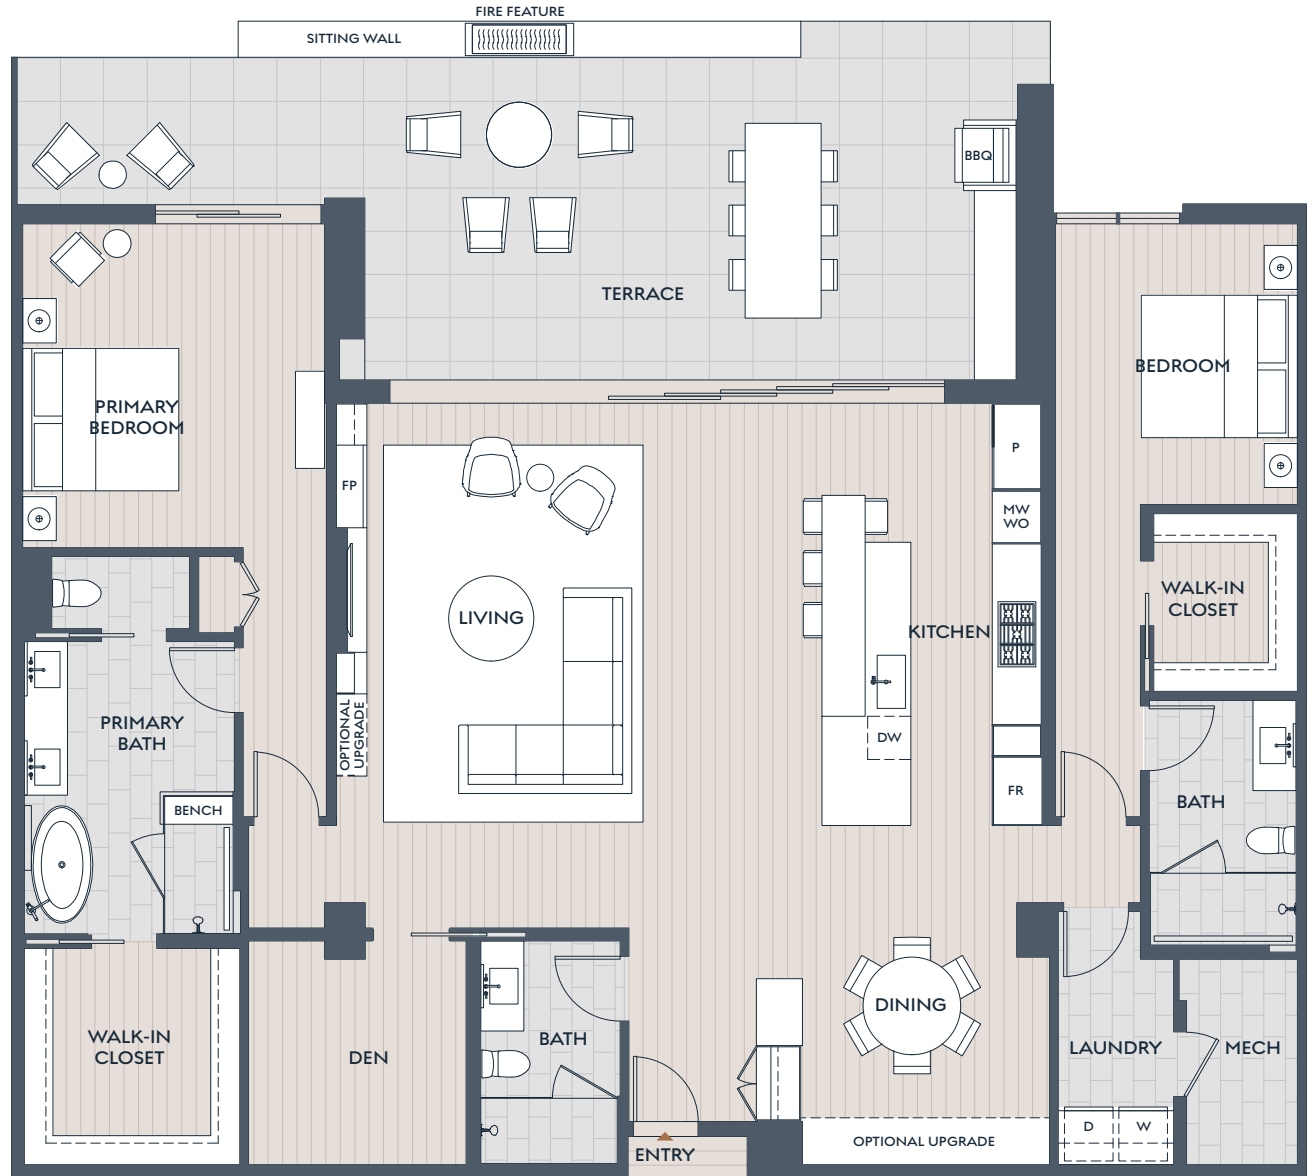 FIRE FEATURE
SITTING WALL
BBQ
TERRACE
BEDROOM
PRIMARY
BEDROOM
P
FP
MW
WO
WALK-IN
CLOSET
LIVING
KITCHEN
OPTIONAL
UPGRADE
PRIMARY
BATH
DW
FR
BENCH
BATH
DINING
WALK-IN
CLOSET
DEN
BATH
LAUNDRY
MECH
D
W
OPTIONAL UPGRADE
ENTRY